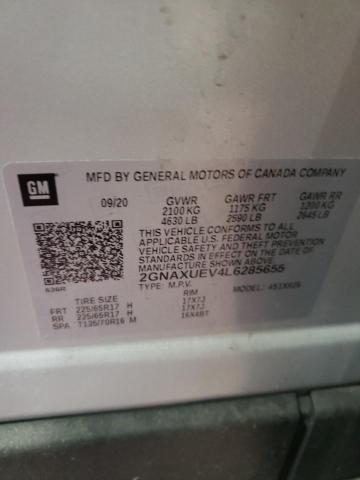 GM
MFD BY GENERAL MOTORS OF CANADA COMPANY
09/20 GVWR GAWR FRT GAWR RR
2100 KG 1175 KG 1200 KG
4630 LB 2590 LB 2645 LB
THIS VEHICLE CONFORMS TO ALL
APPLICABLE U.S. FEDERAL MOTOR
VEHICLE SAFETY AND THEFT PREVENTION
STANDARDS IN EFFECT ON THE DATE OF
MANUFACTURE SHOWN ABOVE.
2GNAXUEV4L6285655
TYPE: M.P.V. MODEL:
TIRE SIZE RIM
FRT 225/65R17 17X7J
RR 225/65R17 17X7J
SPA T135/70R16 M 16X4BT